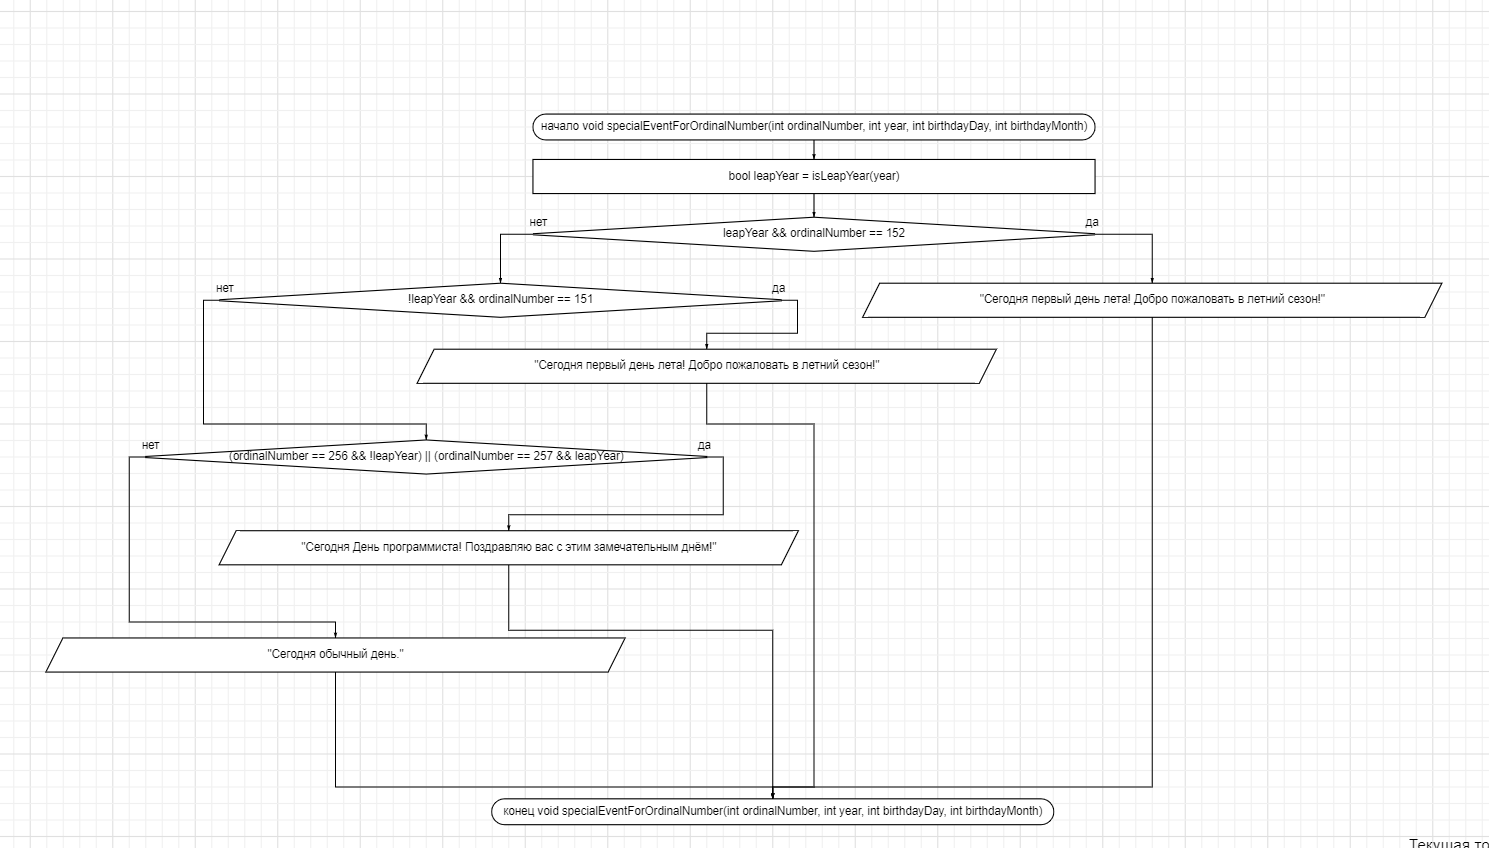 начало void specialEventForOrdinalNumber(int ordinalNumber, int year, int birthdayDay, int birthdayMonth)
bool leapYear = isLeapYear(year)
нет
да
leapYear && ordinalNumber == 152
нет
да
!leapYear && ordinalNumber == 151
"Сегодня первый день лета! Добро пожаловать в летний сезон!"
"Сегодня первый день лета! Добро пожаловать в летний сезон!"
нет
да
(ordinalNumber == 256 && !leapYear) || (ordinalNumber == 257 && leapYear)
"Сегодня День программиста! Поздравляю вас с этим замечательным днём!"
"Сегодня обычный день."
конец void specialEventForOrdinalNumber(int ordinalNumber, int year, int birthdayDay, int birthdayMonth)
Текущая